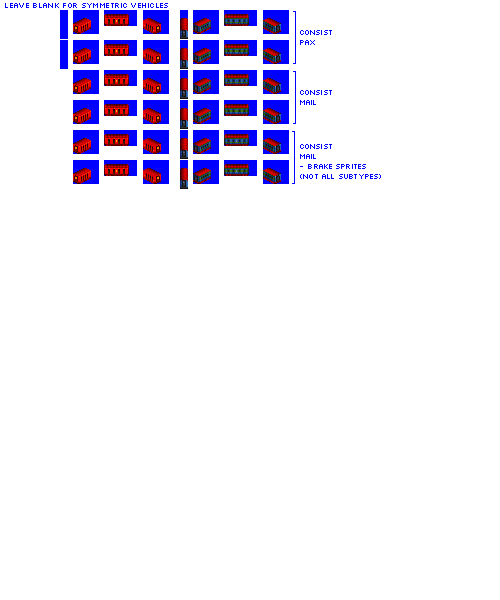 LEAVE BLANK FOR SYMMETRIC VEHICLES
CONSIST
PAX
CONSIST
MAIL
CONSIST
MAIL
- BRAKE SPRITES
(NOT ALL SUBTYPES)